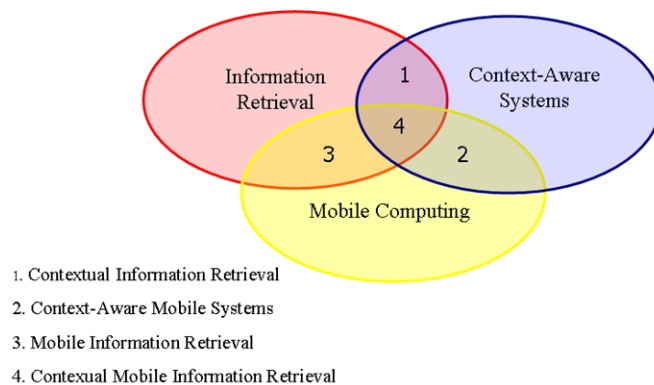 Information
Retrieval
1
Context-Aware
Systems
4
3
2
Mobile Computing
1. Contextual Information Retrieval
2. Context-Aware Mobile Systems
3. Mobile Information Retrieval
4. Contexual Mobile Information Retrieval